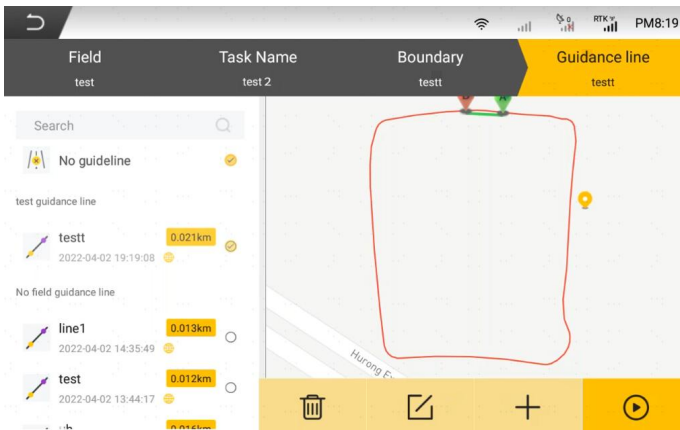 RTK
PM8:19
Field
test
Task Name
test 2
Boundary
testt
Guidance line
testt
Search
No guideline
test guidance line
testt
0.021km
2022-04-02 19:19:08
No field guidance line
line1
0.013km
2022-04-02 14:35:49
test
0.012km
2022-04-02 13:44:17
Hurong